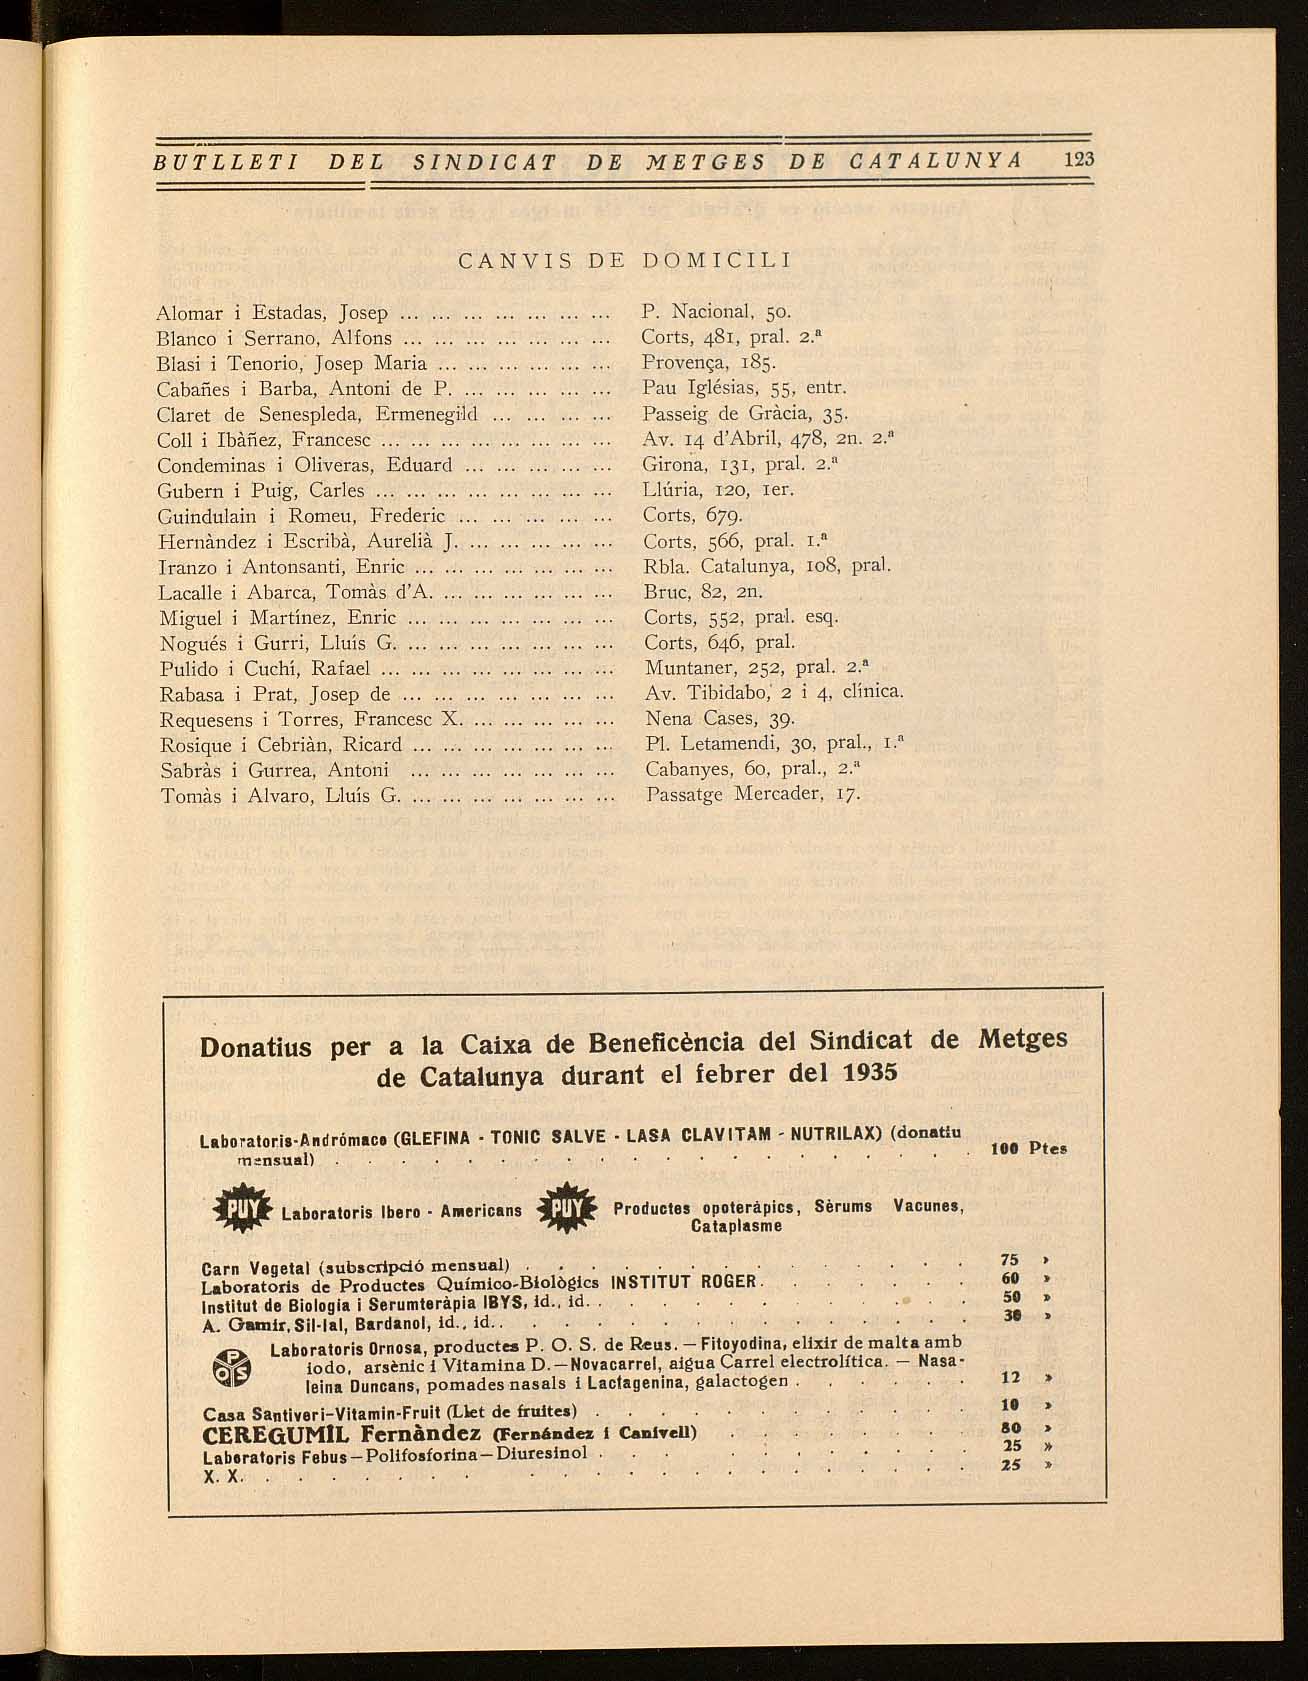 BUTLLETI DEL SINDICAT DE METGES DE CATALUNYA 123
CANVIS DE DOMICILI
Alomar i Estadas, Josep ... ... ... ... ... ... ... P. Nacional, 50.
Blanco i Serrano, Alfons ... ... ... ... ... ... ... Corts, 481, pral. 2.ª
Blasi i Tenorio, Josep Maria ... ... ... ... ... ... Provença, 185.
Cabañes i Barba, Antoni de P. ... ... ... ... ... Pau Iglésias, 55, entr.
Claret de Senespleda, Ermenegild ... ... ... ... Passeig de Gràcia, 35.
Coll i Ibàñez, Francesc ... ... ... ... ... ... ... ... Av. 14 d'Abril, 478, 2n. 2.ª
Condeminas i Oliveras, Eduard ... ... ... ... ... Girona, 131, pral. 2.ª
Gubern i Puig, Carles ... ... ... ... ... ... ... ... Llúria, 120, 1er.
Guindulain i Romeu, Frederic ... ... ... ... ... Corts, 679.
Hernàndez i Escribà, Aurelià J. ... ... ... ... ... Corts, 566, pral. 1.ª
Iranzo i Antonsanti, Enric ... ... ... ... ... ... ... Rbla. Catalunya, 108, pral.
Lacalle i Abarca, Tomàs d'A. ... ... ... ... ... ... Bruc, 82, 2n.
Miguel i Martínez, Enric ... ... ... ... ... ... ... Corts, 552, pral. esq.
Nogués i Gurri, Lluís G. ... ... ... ... ... ... ... Corts, 646, pral.
Pulido i Cuchí, Rafael ... ... ... ... ... ... ... ... Muntaner, 252, pral. 2.ª
Rabasa i Prat, Josep de ... ... ... ... ... ... ... Av. Tibidabo, 2 i 4, clínica.
Requesens i Torres, Francesc X. ... ... ... ... ... Nena Cases, 39.
Rosique i Cebriàn, Ricard ... ... ... ... ... ... ... Pl. Letamendi, 30, pral., 1.ª
Sabràs i Gurrea, Antoni ... ... ... ... ... ... ... Cabanyes, 60, pral., 2.ª
Tomàs i Alvaro, Lluís G. ... ... ... ... ... ... ... Passatge Mercader, 17.
Donatius per a la Caixa de Beneficència del Sindicat de Metges
de Catalunya durant el febrer del 1935
Laboratoris-Andrómaco (GLEFINA - TONIC SALVE - LASA CLAVITAM - NUTRILAX) (donatiu
mensual) . . . . . . . . . . . . . . . . . . . . 100 Ptes
PUY Laboratoris Ibero - Americans PUY Productes opoteràpics, Sèrums Vacunes,
Cataplasme
Carn Vegetal (subscripció mensual) . . . . . . . . . . . . . . 75 »
Laboratoris de Productes Químico-Biològics INSTITUT ROGER . . . . . . . 60 »
Institut de Biologia i Serumteràpia IBYS, id., id. . . . . . . . . . . . . 50 »
A. Gamir, Sil-lal, Bardanol, id., id. . . . . . . . . . . . . . . . 30 »
POS Laboratoris Ornosa, productes P. O. S. de Reus. — Fitoyodina, elixir de malta amb
iodo, arsènic i Vitamina D. — Novacarrel, aigua Carrel electrolítica. — Nasa-
leina Duncans, pomades nasals i Lactagenina, galactogen . . . . . . 12 »
Casa Santiveri-Vitamin-Fruit (Llet de fruites) . . . . . . . . . . . . 10 »
CEREGUMIL Fernàndez (Fernández i Canivell) . . . . . . . . 80 »
Laboratoris Febus — Polifosforina — Diuresinol . . . . . . . . . . . 25 »
X. X. . . . . . . . . . . . . . . . . . . . . . 25 »